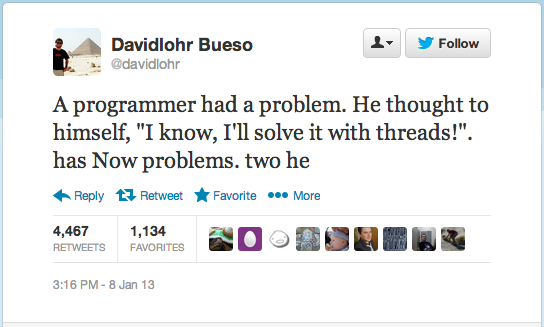 Davidlohr Bueso
@davidlohr
Follow
A programmer had a problem. He thought to
himself, "I know, I'll solve it with threads!".
has Now problems. two he
Reply Retweet Favorite More
4,467 1,134
RETWEETS FAVORITES
3:16 PM - 8 Jan 13